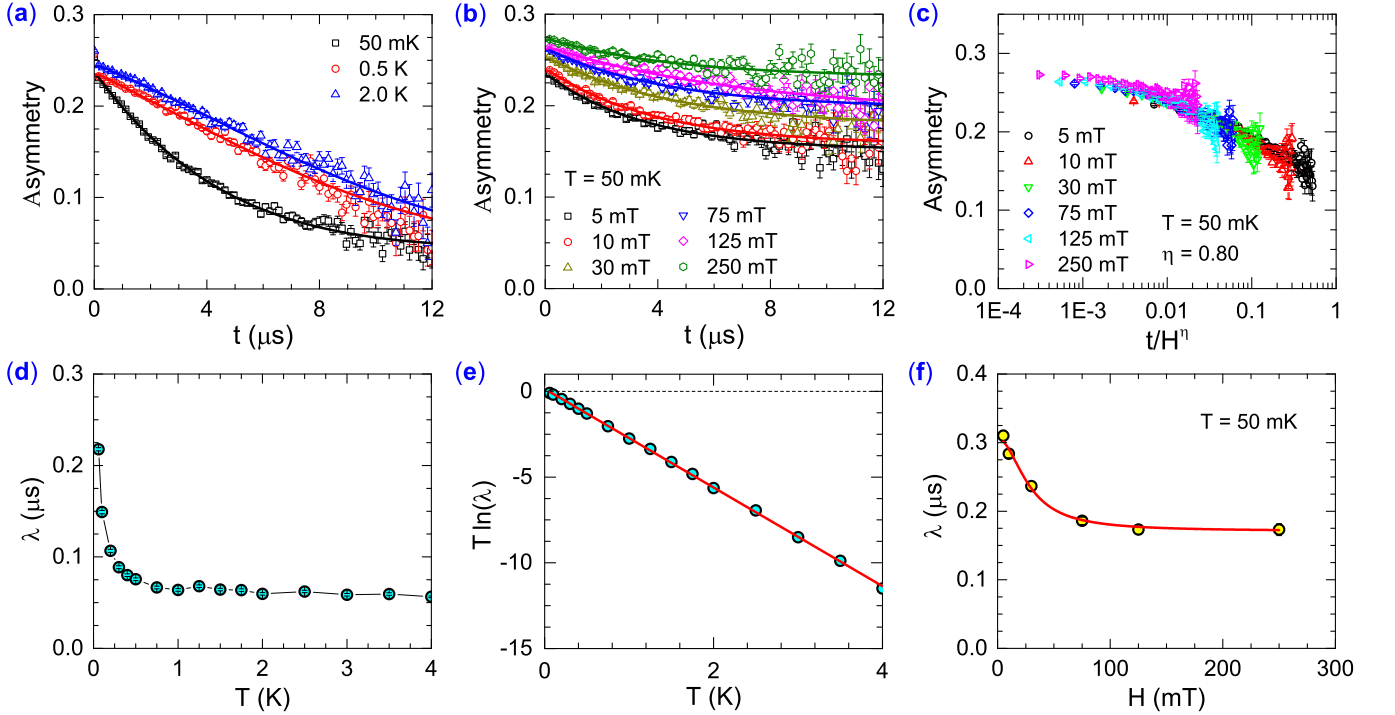 (a)
0.3
0.2
0.1
0.0
Asymmetry
50 mK
0.5 K
2.0 K
0 4 8 12
t (μs)
(b)
0.3
0.2
0.1
0.0
Asymmetry
T = 50 mK
5 mT 75 mT
10 mT 125 mT
30 mT 250 mT
0 4 8 12
t (μs)
(c)
0.3
0.2
0.1
0.0
Asymmetry
5 mT
10 mT
30 mT
75 mT
125 mT
250 mT
T = 50 mK
η = 0.80
1E-4 1E-3 0.01 0.1 1
t/Hη
(d)
0.3
0.2
0.1
0.0
λ (μs)
0 1 2 3 4
T (K)
(e)
0
-5
-10
-15
T ln(λ)
0 2 4
T (K)
(f)
0.4
0.3
0.2
0.1
0.0
λ (μs)
T = 50 mK
0 100 200 300
H (mT)